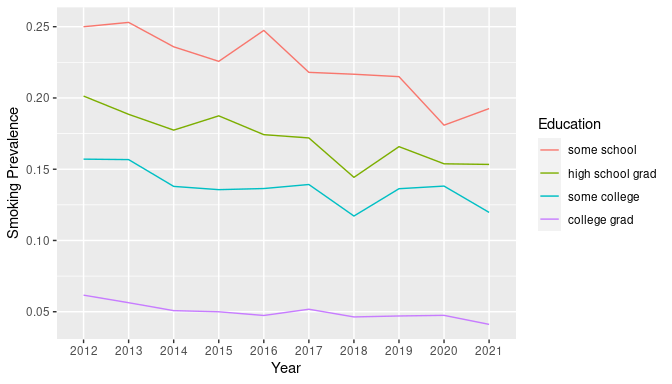 0.25
0.20
0.15
0.10
0.05
Smoking Prevalence
2012 2013 2014 2015 2016 2017 2018 2019 2020 2021
Year
Education
some school
high school grad
some college
college grad